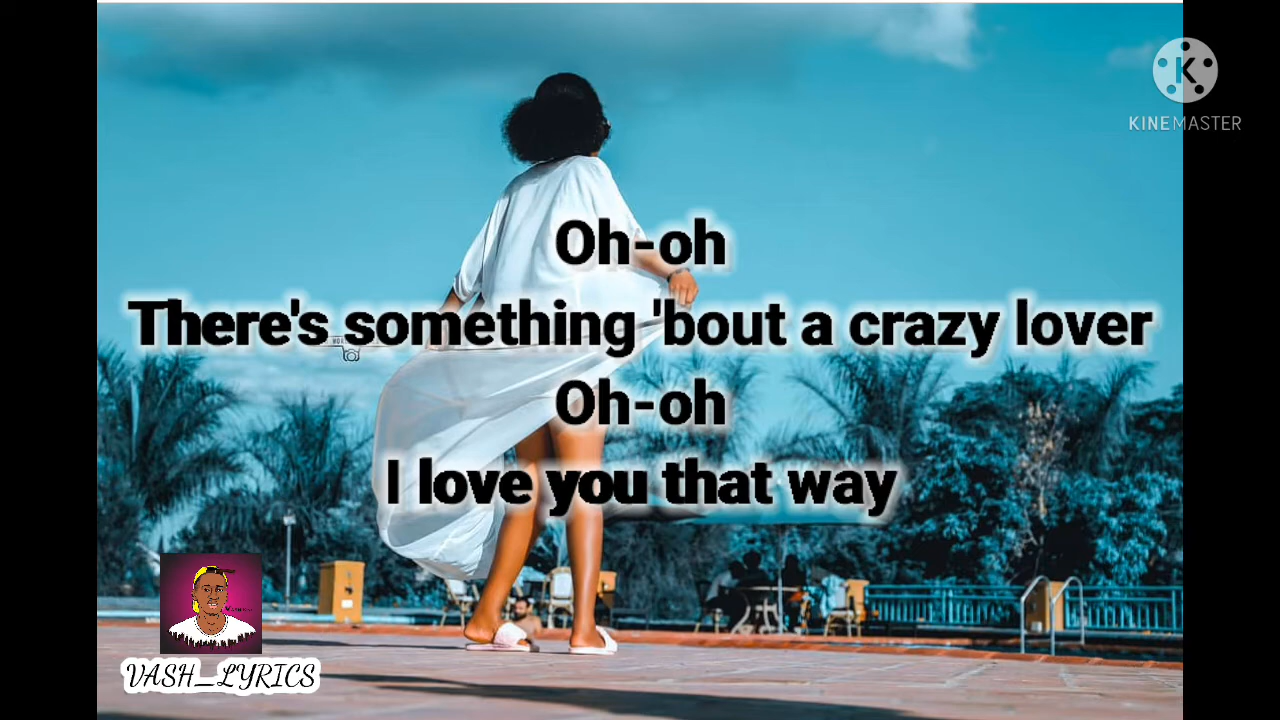 KINEMASTER
Oh-oh
There's something 'bout a crazy lover
Oh-oh
I love you that way
VASH_LYRICS